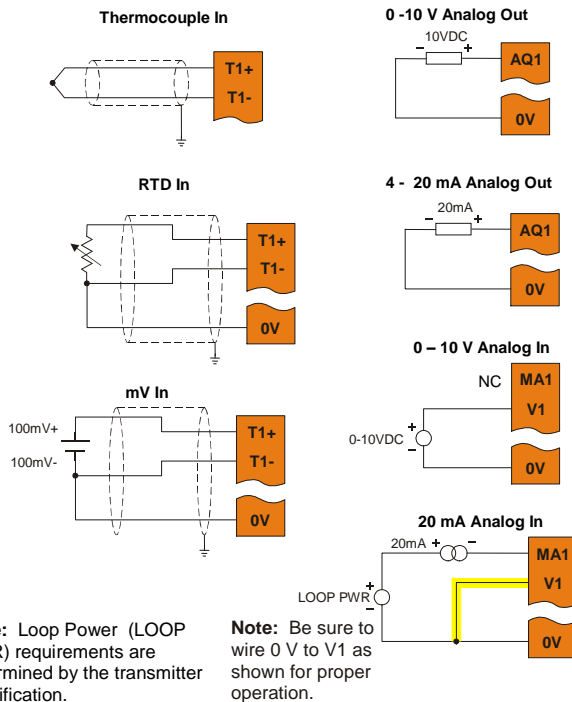 Thermocouple In
T1+
T1-
RTD In
T1+
T1-
0V
mV In
100mV+
100mV-
T1+
T1-
0V
0 -10 V Analog Out
10VDC
- +
AQ1
0V
4 - 20 mA Analog Out
20mA
- +
AQ1
0V
0 – 10 V Analog In
NC MA1
V1
0-10VDC
+
-
0V
20 mA Analog In
20mA + -
MA1
V1
LOOP PWR
+
-
0V
Loop Power (LOOP
requirements are
by the transmitter
Note: Be sure to
wire 0 V to V1 as
shown for proper
operation.